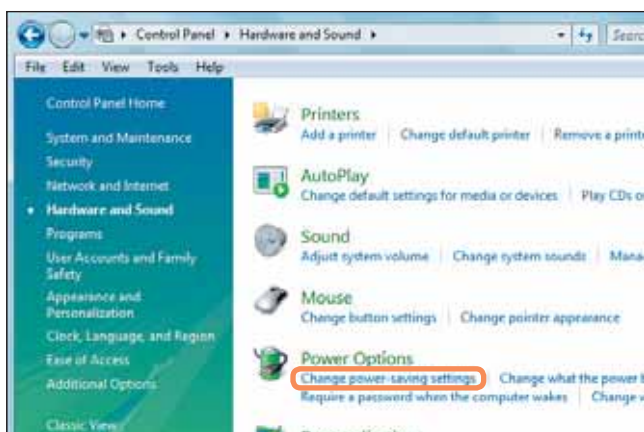 Control Panel Hardware and Sound
File Edit View Tools Help
Control Panel Home
System and Maintenance
Security
Network and Internet
Hardware and Sound
Programs
User Accounts and Family
Safety
Appearance and
Personalization
Clock, Language, and Region
Ease of Access
Additional Options
Classic View
Printers
Add a printer Change default printer Remove a
AutoPlay
Change default settings for media or devices Play CDs
Sound
Adjust system volume Change system sounds
Mouse
Change button settings Change pointer appearance
Power Options
Change power-saving settings Change what the power
Require a password when the computer wakes Change